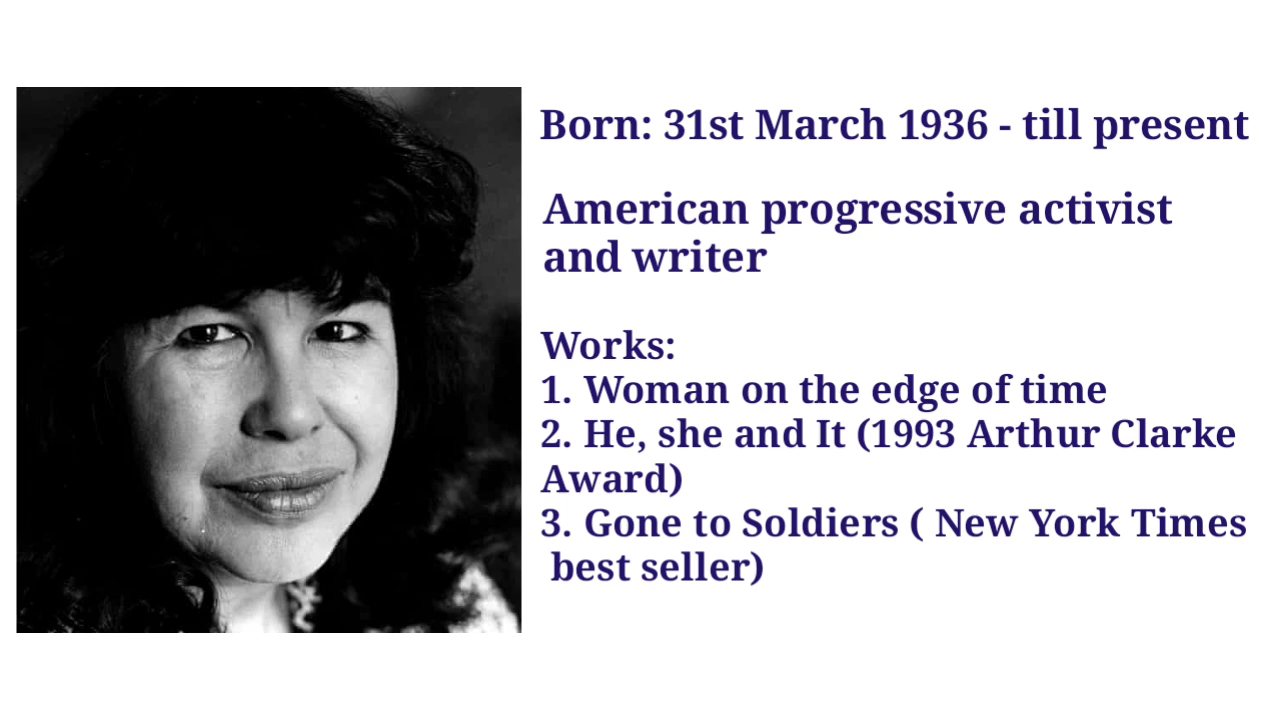 Born: 31st March 1936 - till present
American progressive activist
and writer
Works:
1. Woman on the edge of time
2. He, she and It (1993 Arthur Clarke
Award)
3. Gone to Soldiers ( New York Times
best seller)